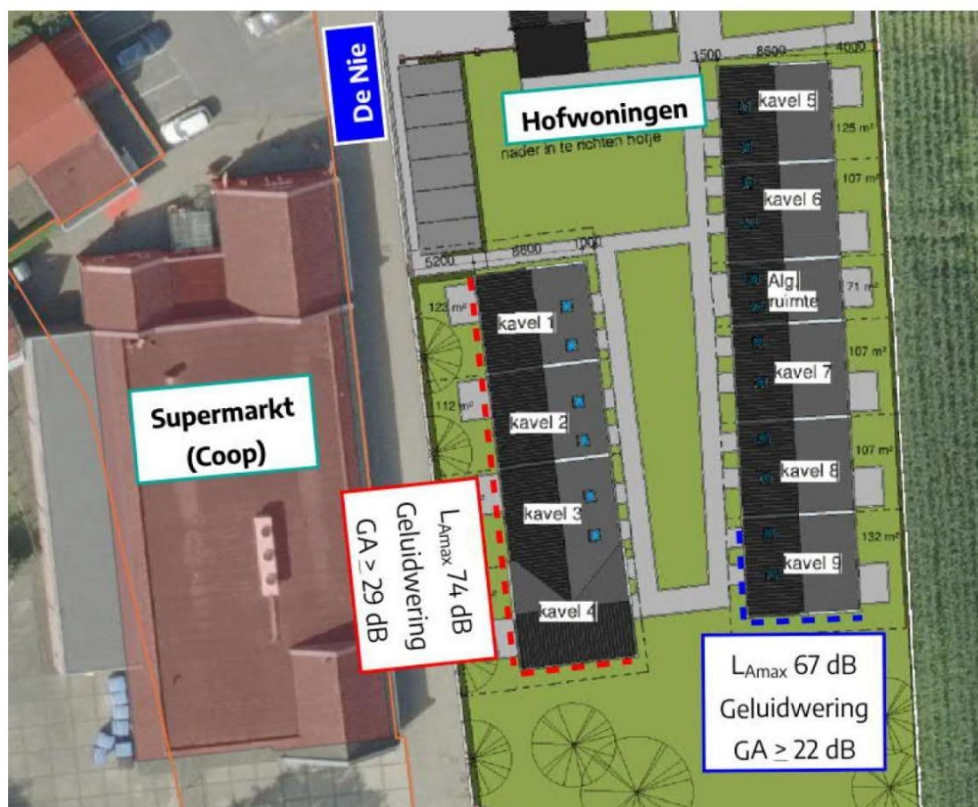 De Nie
Hofwoningen
nader in te richten hofje
1500
8600
4000
kavel 5
125 m²
107 m²
kavel 6
Alg.
ruimte
71 m²
kavel 7
107 m²
kavel 8
107 m²
kavel 9
132 m²
5200
1000
123 m²
kavel 1
112 m²
kavel 2
kavel 3
kavel 4
Supermarkt
(Coop)
LAmax 74 dB
Geluidwering
GA ≥ 29 dB
LAmax 67 dB
Geluidwering
GA ≥ 22 dB